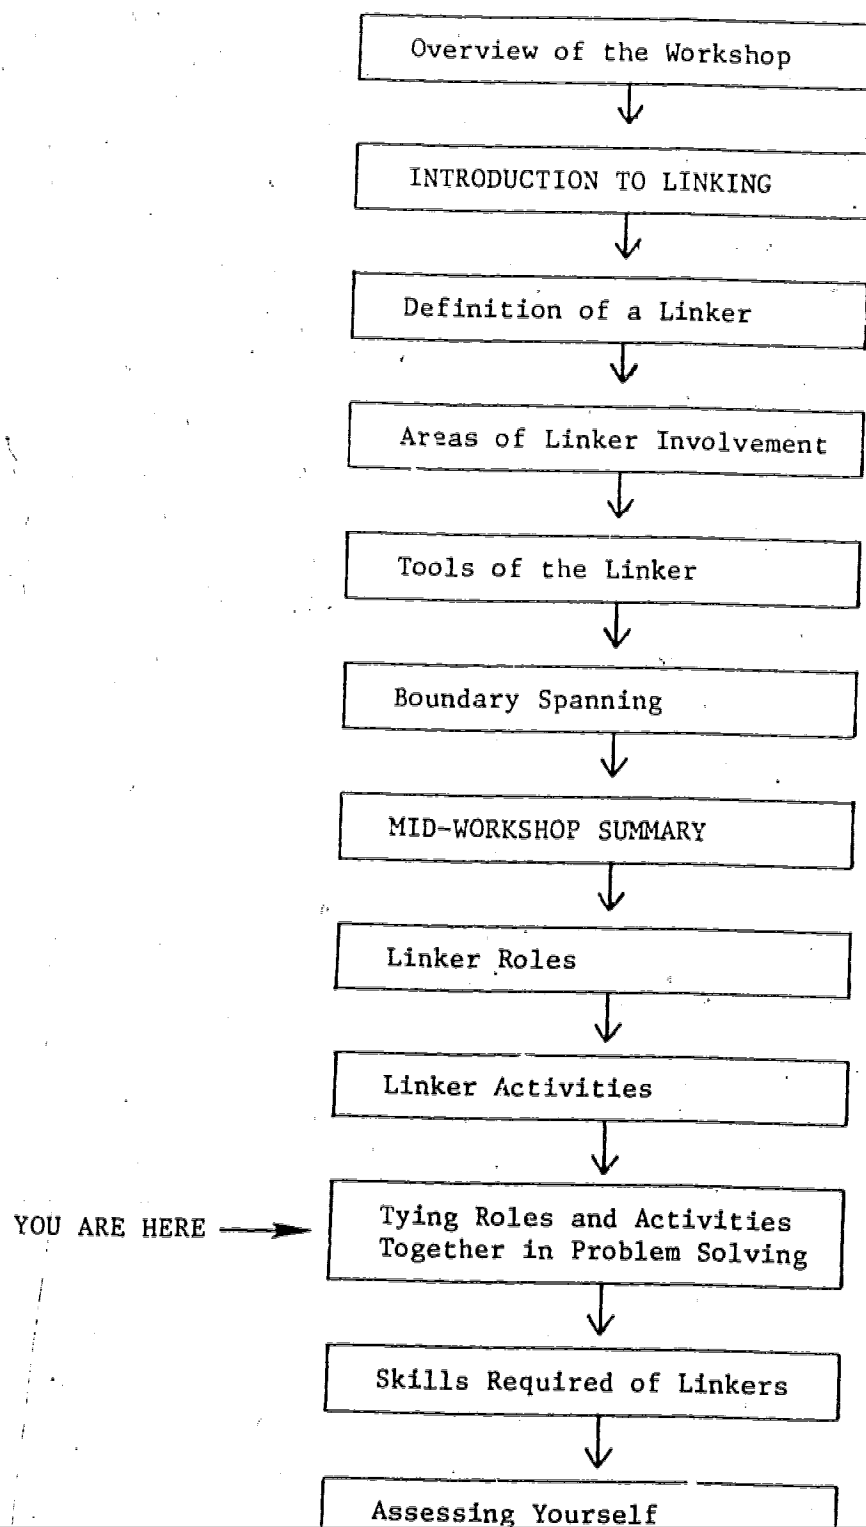 Overview of the Workshop
INTRODUCTION TO LINKING
Definition of a Linker
Areas of Linker Involvement
Tools of the Linker
Boundary Spanning
MID-WORKSHOP SUMMARY
Linker Roles
Linker Activities
YOU ARE HERE
Tying Roles and Activities
Together in Problem Solving
Skills Required of Linkers
Assessing Yourself